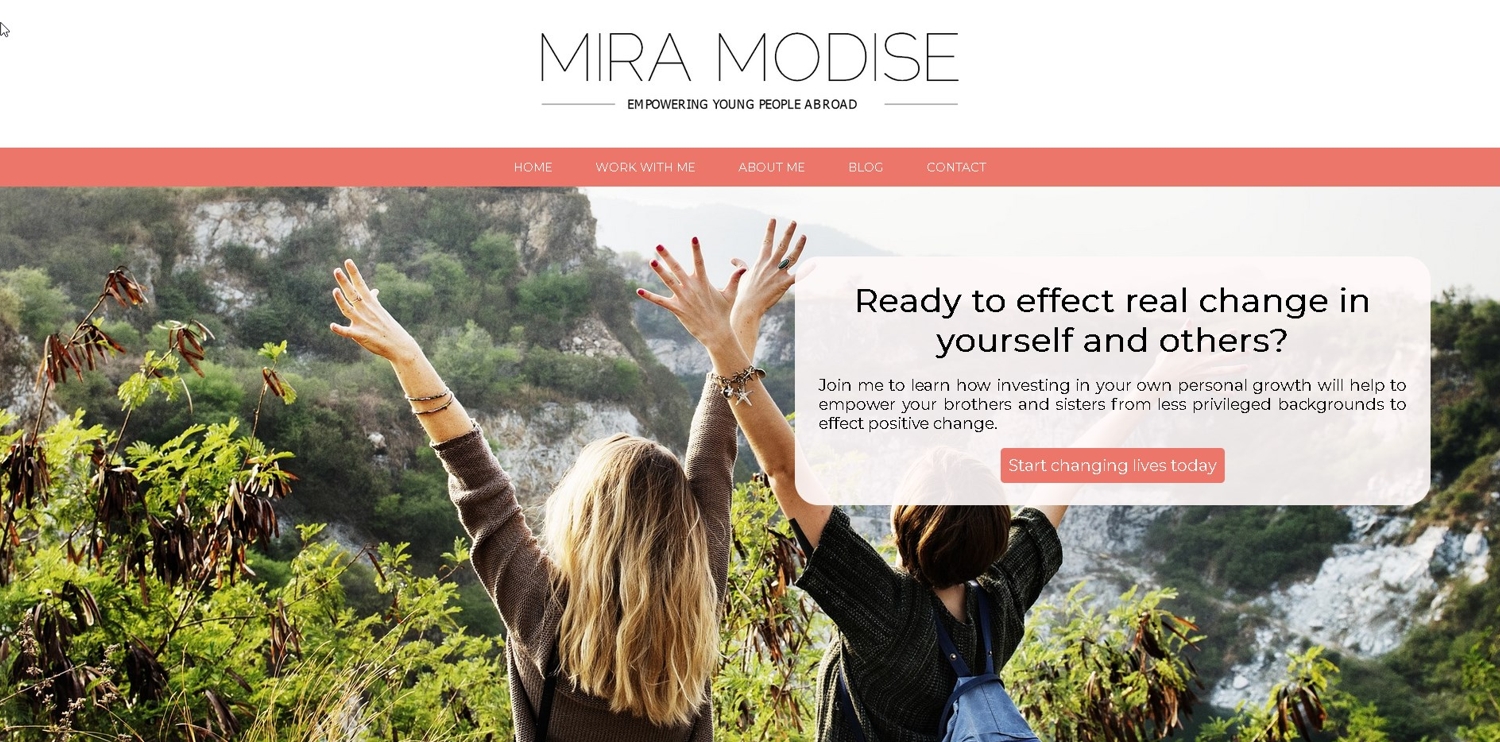 MIRA MODISE
EMPOWERING YOUNG PEOPLE ABROAD
HOME WORK WITH ME ABOUT ME BLOG CONTACT
Ready to effect real change in
yourself and others?
Join me to learn how investing in your own personal growth will help to
empower your brothers and sisters from less privileged backgrounds to
effect positive change.
Start changing lives today